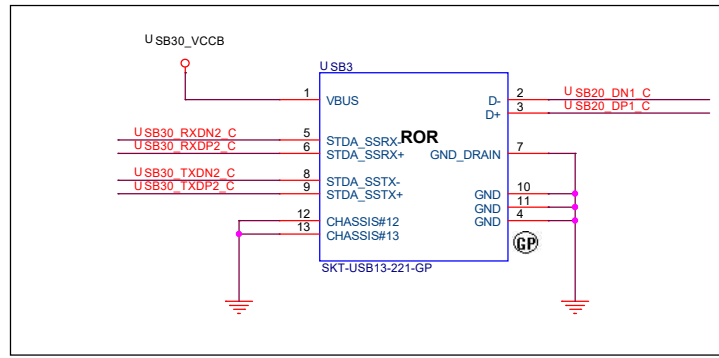 USB30_VCCB
USB3
1 VBUS D- 2 USB20_DN1_C
D+ 3 USB20_DP1_C
USB30_RXDN2_C 5 STDA_SSRX- ROR
USB30_RXDP2_C 6 STDA_SSRX+ GND_DRAIN 7
USB30_TXDN2_C 8 STDA_SSTX-
USB30_TXDP2_C 9 STDA_SSTX+ GND 10
GND 11
12 CHASSIS#12 GND 4
13 CHASSIS#13
GP
SKT-USB13-221-GP